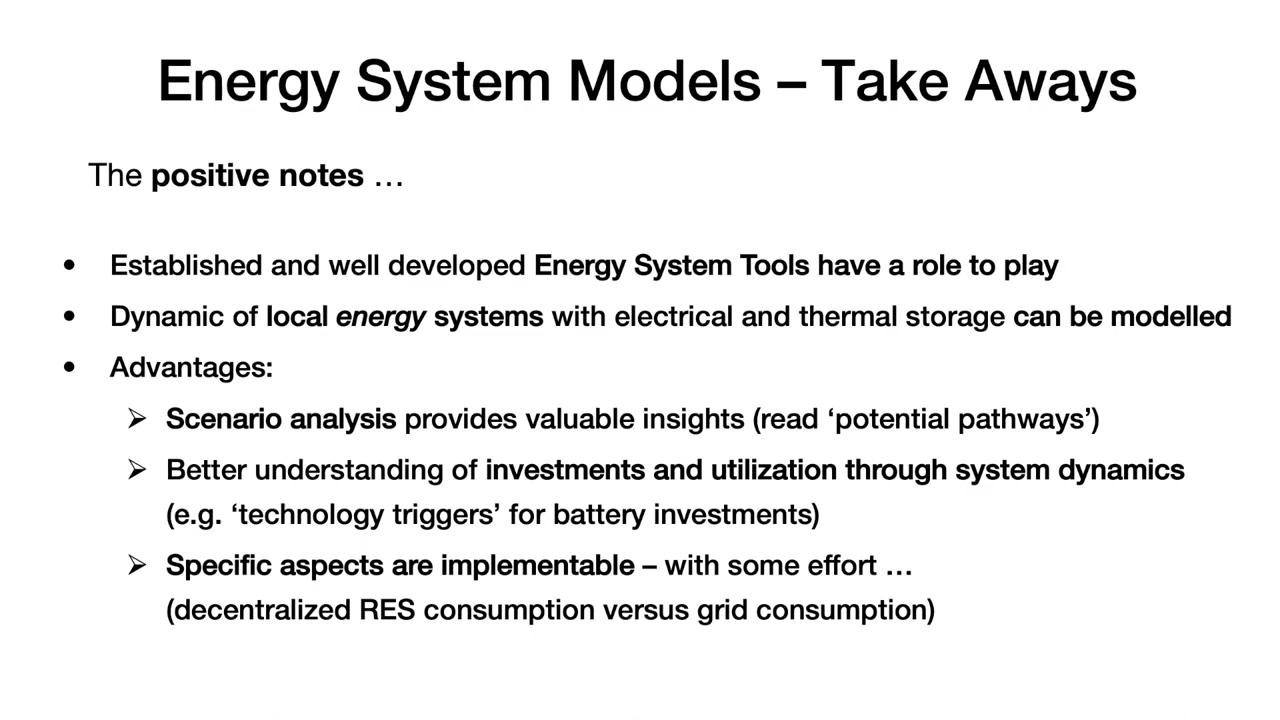 Energy System Models – Take Aways
The positive notes …
• Established and well developed Energy System Tools have a role to play
• Dynamic of local energy systems with electrical and thermal storage can be modelled
• Advantages:
➢ Scenario analysis provides valuable insights (read ‘potential pathways’)
➢ Better understanding of investments and utilization through system dynamics
(e.g. ‘technology triggers’ for battery investments)
➢ Specific aspects are implementable – with some effort …
(decentralized RES consumption versus grid consumption)